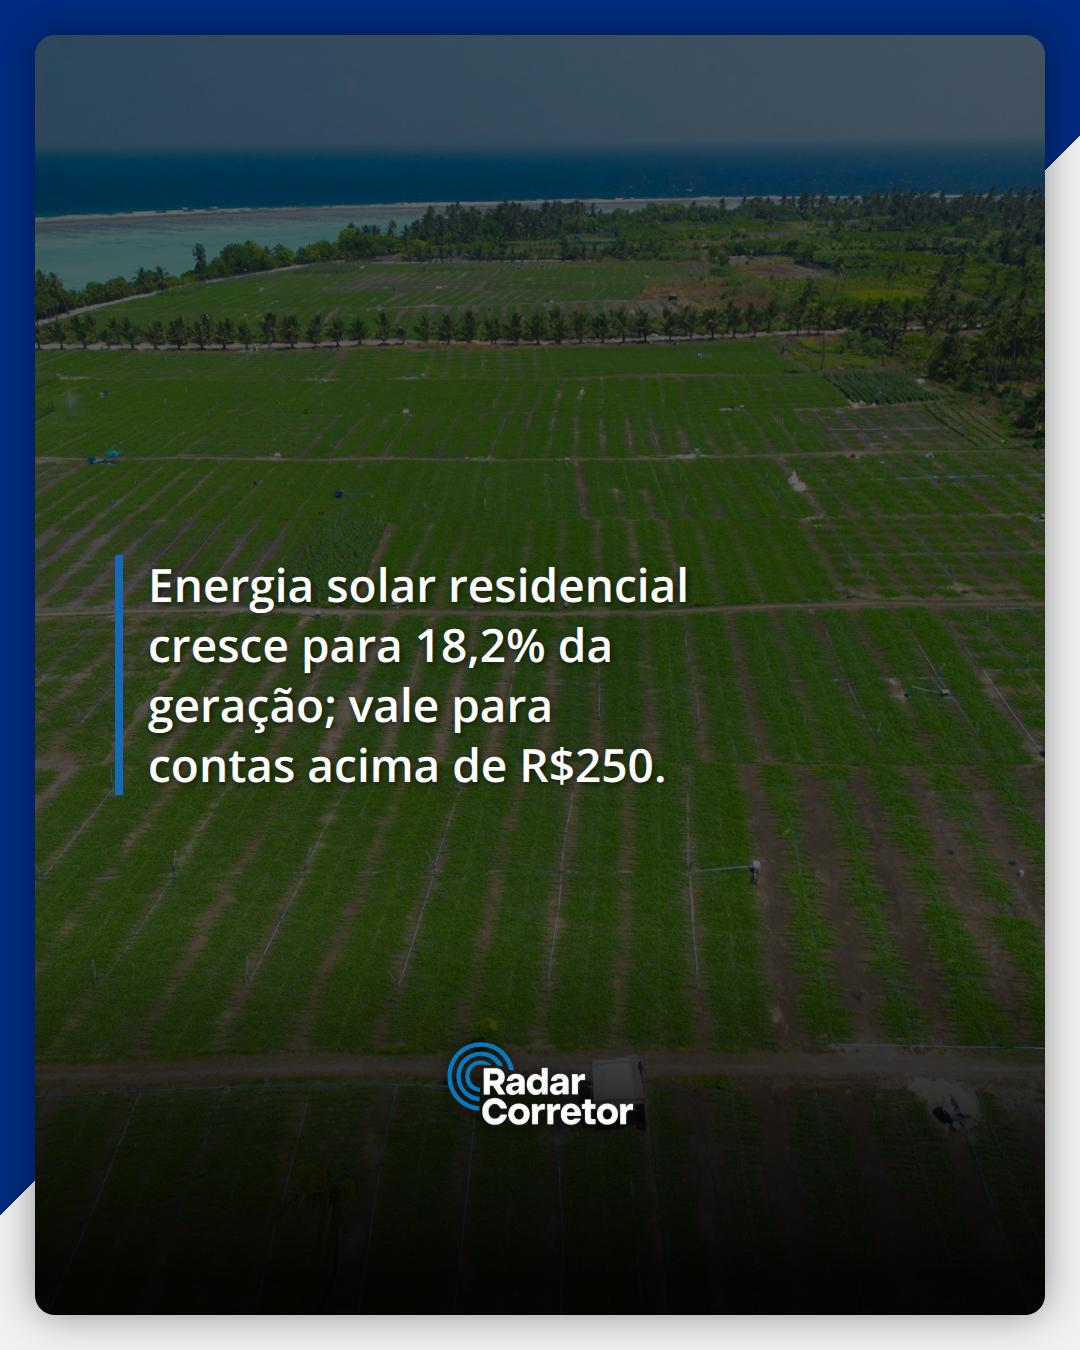 Energia solar residencial
cresce para 18,2% da
geração; vale para
contas acima de R$250.
Radar
Corretor